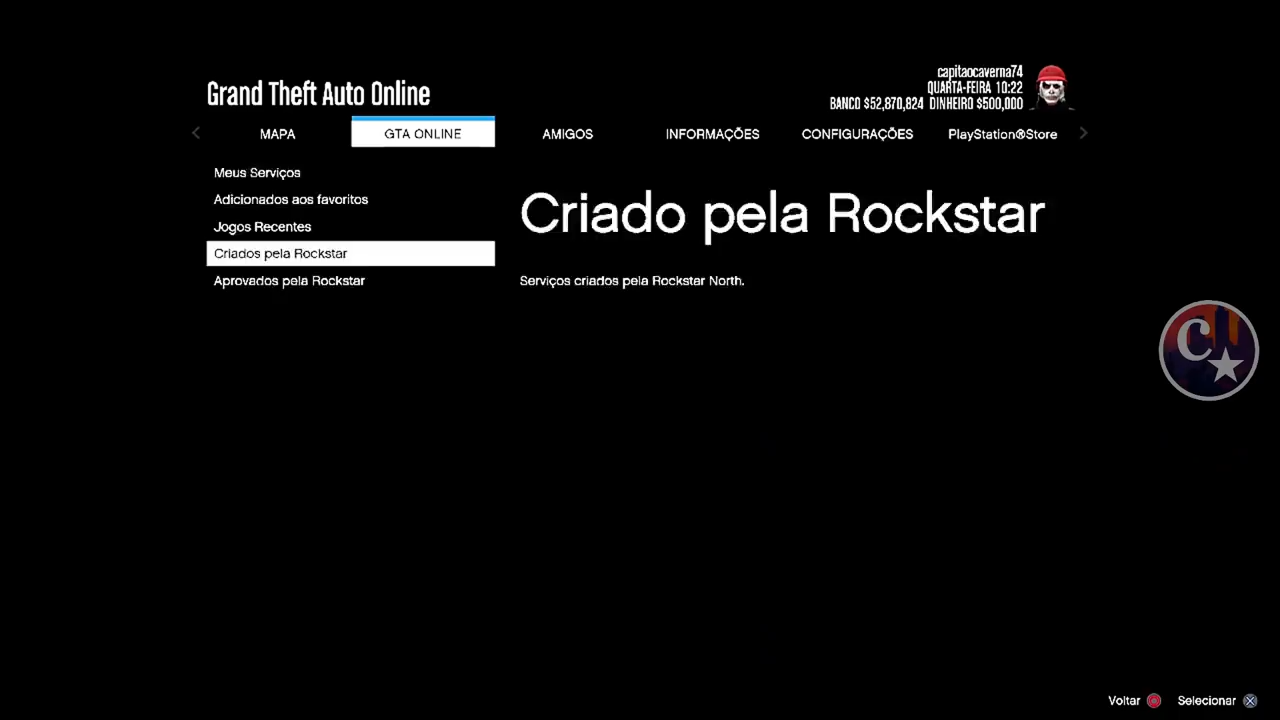 Grand Theft Auto Online
capitaocaverna74
QUARTA-FEIRA 10:22
BANCO $52,870,824 DINHEIRO $500,000
MAPA GTA ONLINE AMIGOS INFORMAÇÕES CONFIGURAÇÕES PlayStation®Store
Meus Serviços
Adicionados aos favoritos
Jogos Recentes
Criados pela Rockstar
Aprovados pela Rockstar
Criado pela Rockstar
Serviços criados pela Rockstar North.
C
Voltar Selecionar